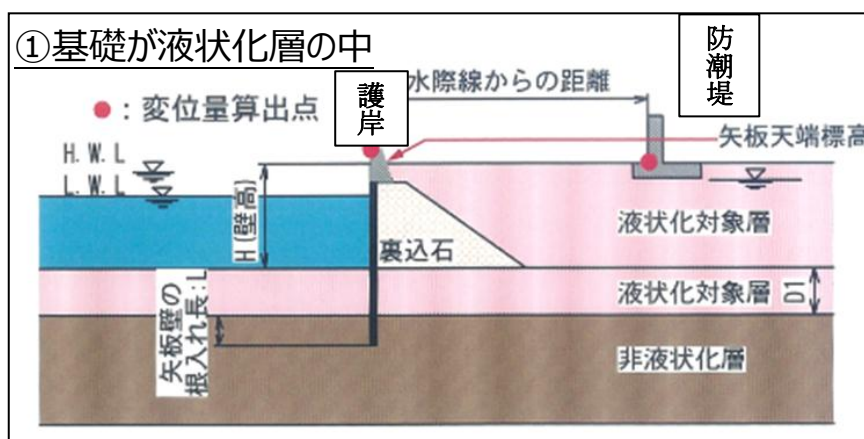 ①基礎が液状化層の中
防潮堤
護岸
水際線からの距離
●：変位量算出点
矢板天端標高
H.W.L
L.W.L
H(壁高)
裏込石
液状化対象層
液状化対象層
D1
矢板壁の
根入れ長:L
非液状化層